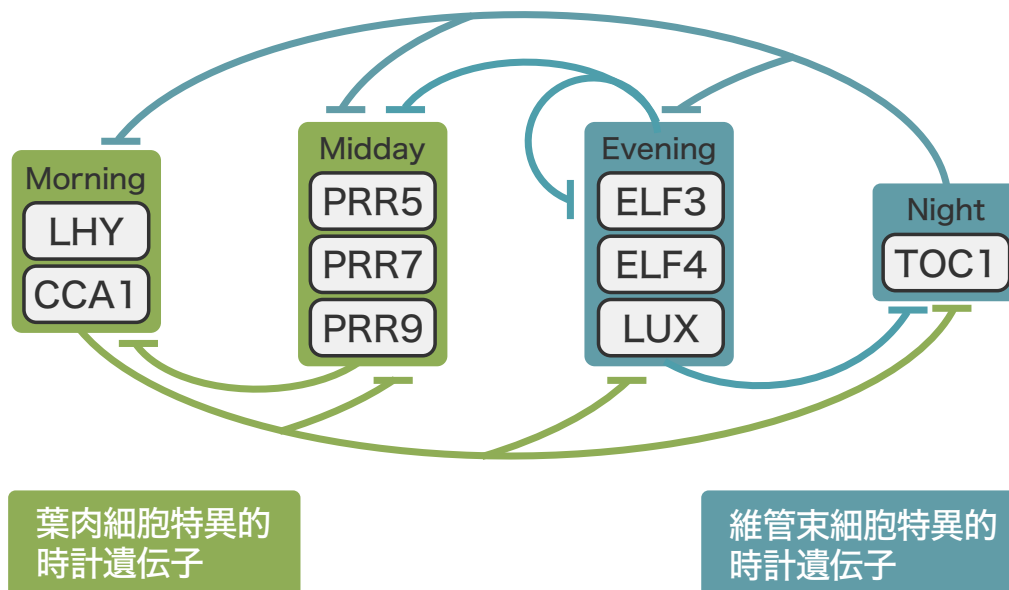 Morning
LHY
CCA1
Midday
PRR5
PRR7
PRR9
Evening
ELF3
ELF4
LUX
Night
TOC1
葉肉細胞特異的
時計遺伝子
維管束細胞特異的
時計遺伝子